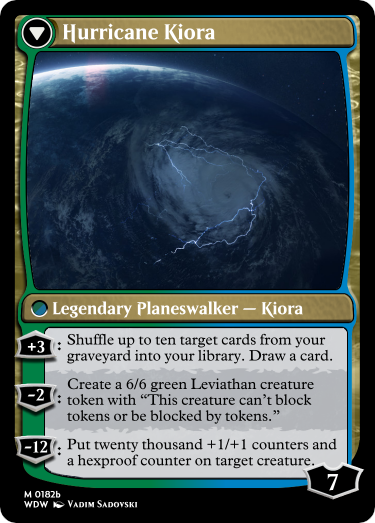 Hurricane Kiora
Legendary Planeswalker — Kiora
+3: Shuffle up to ten target cards from your
graveyard into your library. Draw a card.
-2: Create a 6/6 green Leviathan creature
token with “This creature can’t block
tokens or be blocked by tokens.”
-12: Put twenty thousand +1/+1 counters and
a hexproof counter on target creature.
7
M 0182b
WDW Vadim Sadovski